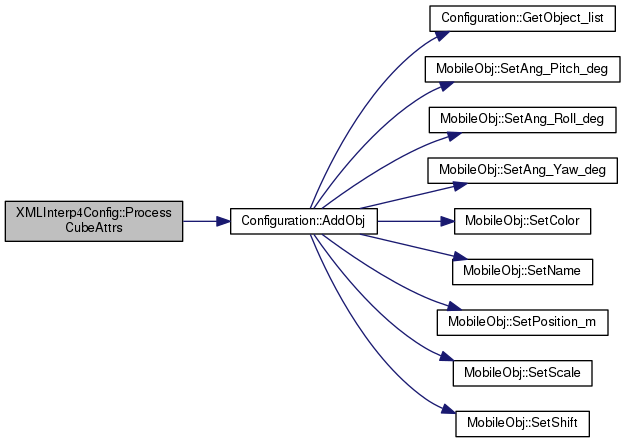 XMLInterp4Config::Process
CubeAttrs
Configuration::AddObj
Configuration::GetObject_list
MobileObj::SetAng_Pitch_deg
MobileObj::SetAng_Roll_deg
MobileObj::SetAng_Yaw_deg
MobileObj::SetColor
MobileObj::SetName
MobileObj::SetPosition_m
MobileObj::SetScale
MobileObj::SetShift